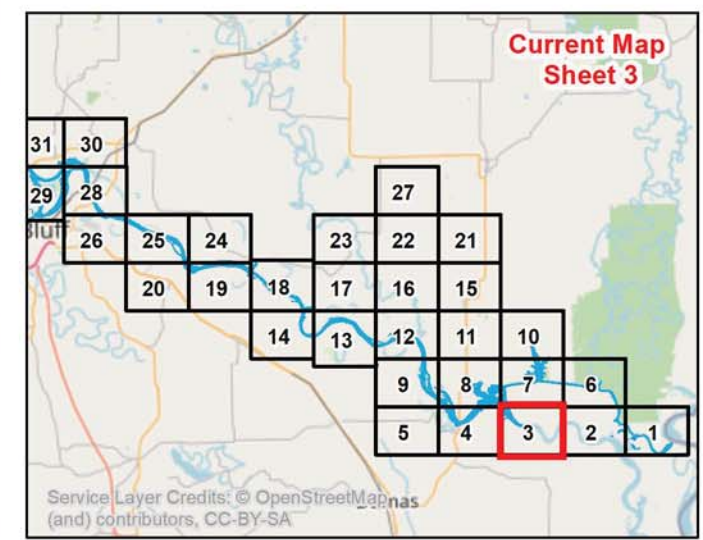 Current Map
Sheet 3
31 30
27
29 28
23 22 21
Bluff 26 25 24
20 19 18 17 16 15
14 13 12 11 10
9 8 7 6
5 4 3 2 1
Service Layer Credits: © OpenStreetMap
(and) contributors, CC-BY-SA